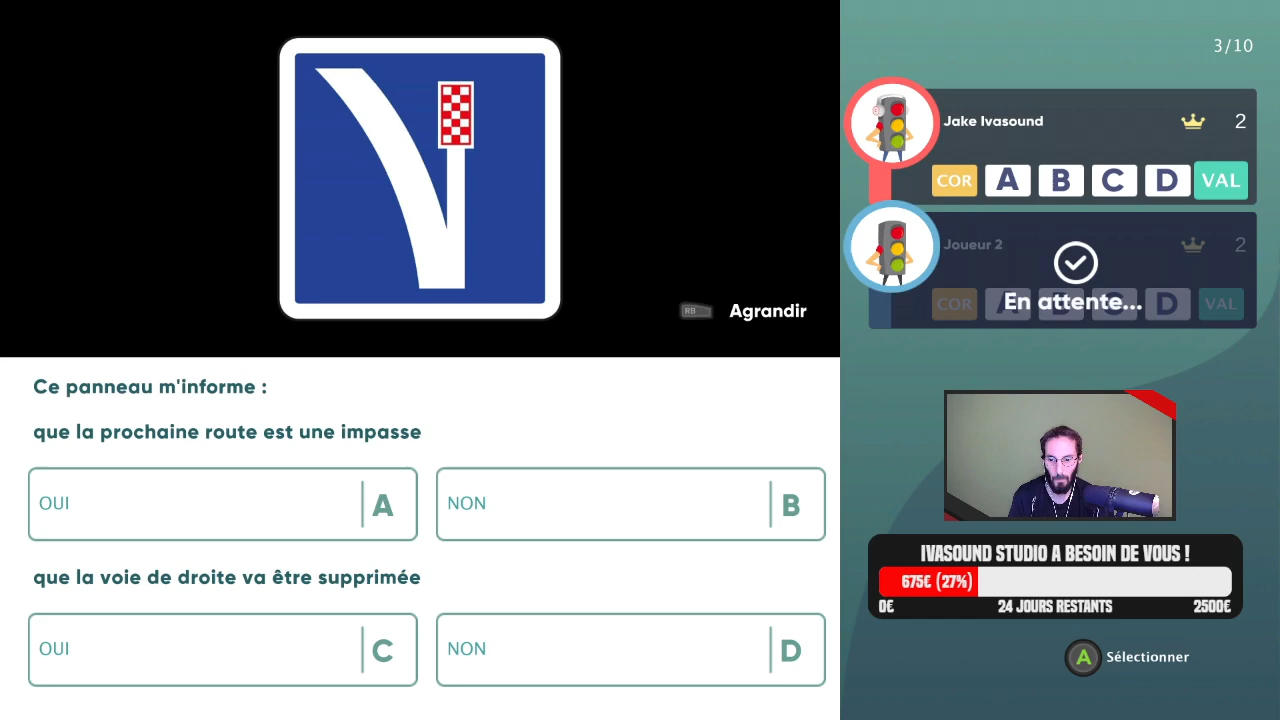 3/10
Jake Ivasound 2
COR A B C D VAL
Joueur 2 2
COR A B C D VAL
En attente...
RB Agrandir
Ce panneau m'informe :
que la prochaine route est une impasse
OUI A NON B
que la voie de droite va être supprimée
OUI C NON D
IVASOUND STUDIO A BESOIN DE VOUS !
675€ (27%)
0€ 24 JOURS RESTANTS 2500€
A Sélectionner